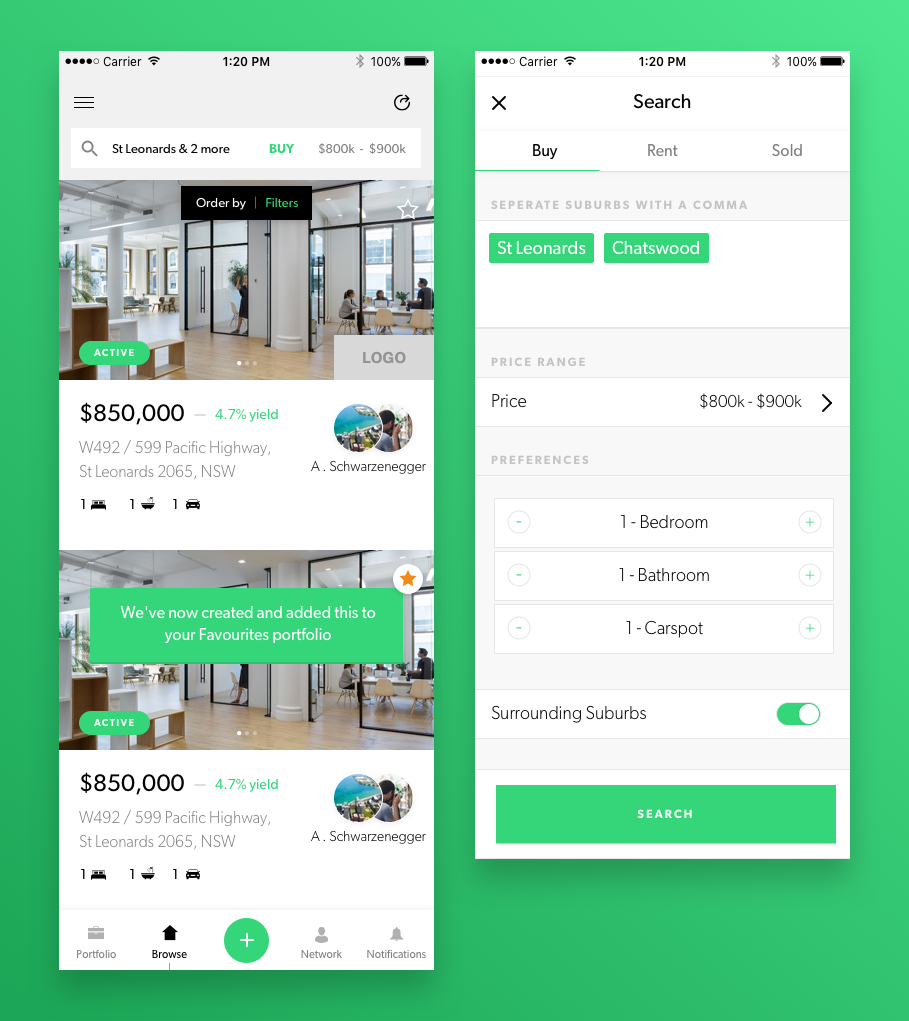 Carrier 1:20 PM 100%
St Leonards & 2 more BUY $800k - $900k
Order by | Filters
ACTIVE
LOGO
$850,000 — 4.7% yield
W492 / 599 Pacific Highway,
St Leonards 2065, NSW
A . Schwarzenegger
1 1 1
We've now created and added this to
your Favourites portfolio
ACTIVE
$850,000 — 4.7% yield
W492 / 599 Pacific Highway,
St Leonards 2065, NSW
A . Schwarzenegger
1 1 1
Portfolio Browse + Network Notifications
Carrier 1:20 PM 100%
Search
Buy Rent Sold
SEPERATE SUBURBS WITH A COMMA
St Leonards Chatswood
PRICE RANGE
Price $800k - $900k
PREFERENCES
- 1 - Bedroom +
- 1 - Bathroom +
- 1 - Carspot +
Surrounding Suburbs
SEARCH